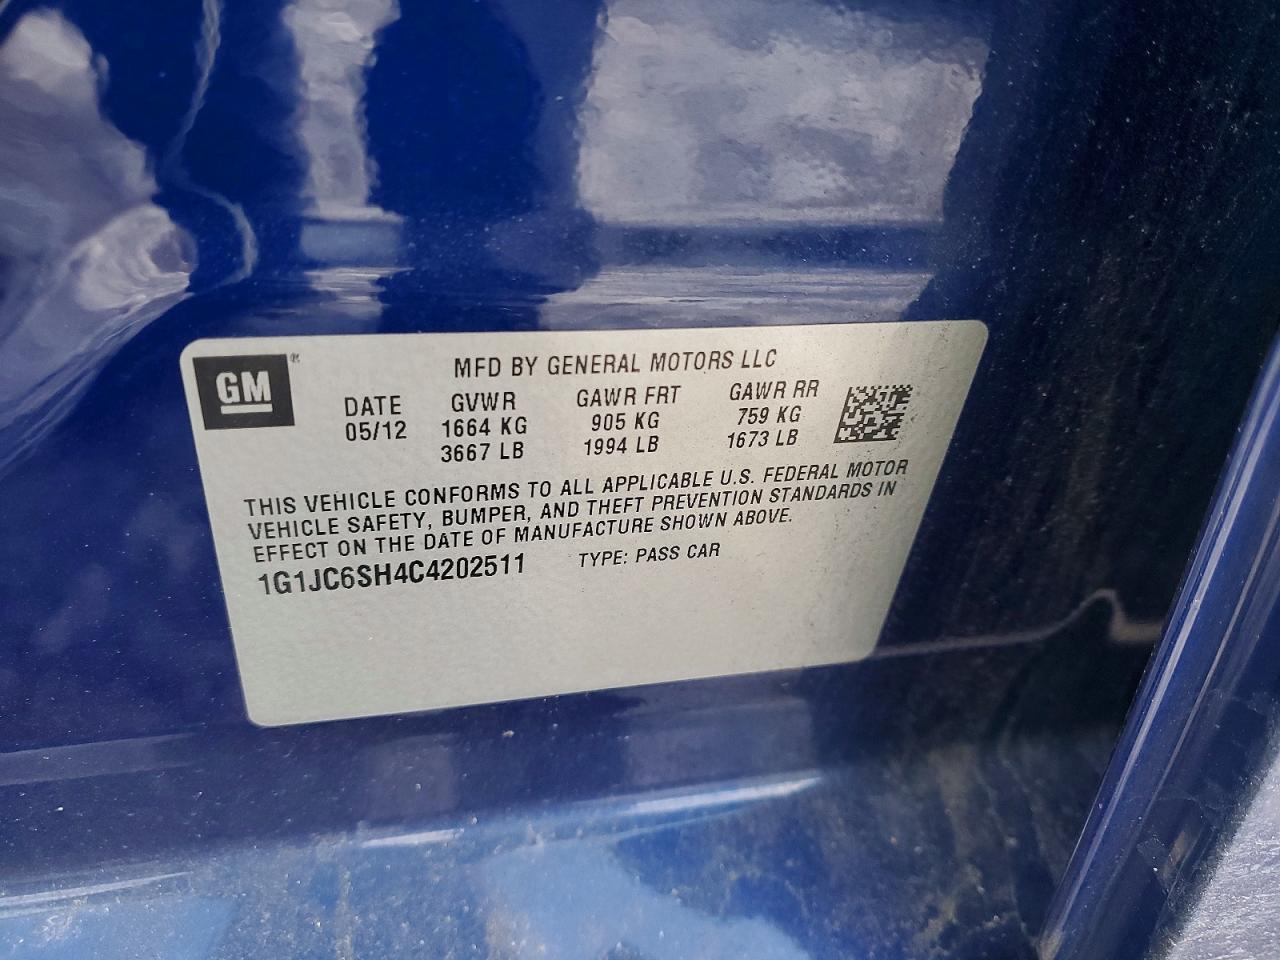 GM ®
MFD BY GENERAL MOTORS LLC
DATE GVWR GAWR FRT GAWR RR
05/12 1664 KG 905 KG 759 KG
3667 LB 1994 LB 1673 LB
THIS VEHICLE CONFORMS TO ALL APPLICABLE U.S. FEDERAL MOTOR
VEHICLE SAFETY, BUMPER, AND THEFT PREVENTION STANDARDS IN
EFFECT ON THE DATE OF MANUFACTURE SHOWN ABOVE.
1G1JC6SH4C4202511 TYPE: PASS CAR